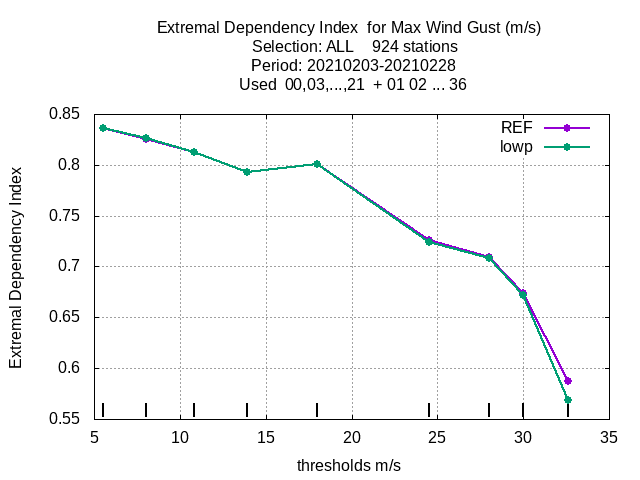 Extremal Dependency Index  for Max Wind Gust (m/s)
Selection: ALL    924 stations
Period: 20210203-20210228
Used  00,03,...,21  + 01 02 ... 36
REF
lowp
Extremal Dependency Index
0.85
0.8
0.75
0.7
0.65
0.6
0.55
5 10 15 20 25 30 35
thresholds m/s